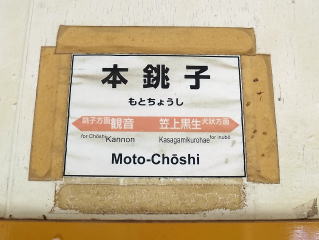 本銚子
もとちょうし
銚子方面 観音 笠上黒生 犬吠方面
for Chōshi Kannon Kasagamikurohae for Inubō
Moto-Chōshi